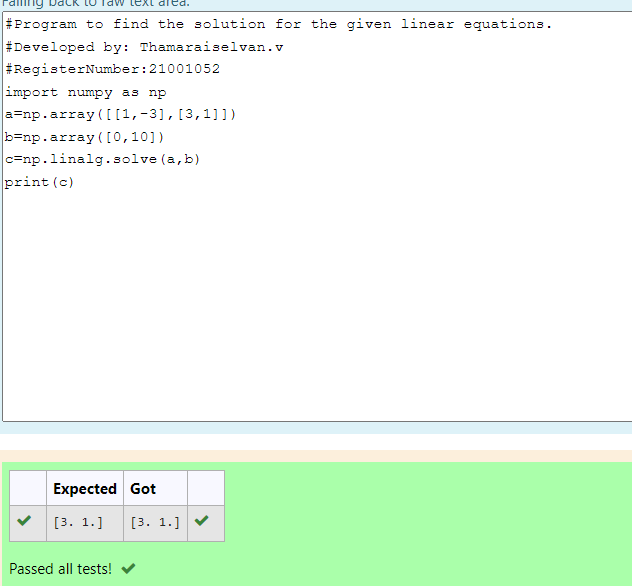 Falling back to raw text area.
#Program to find the solution for the given linear equations.
#Developed by: Thamaraiselvan.v
#RegisterNumber:21001052
import numpy as np
a=np.array([[1,-3],[3,1]])
b=np.array([0,10])
c=np.linalg.solve(a,b)
print(c)
Expected Got
[3. 1.] [3. 1.]
Passed all tests!